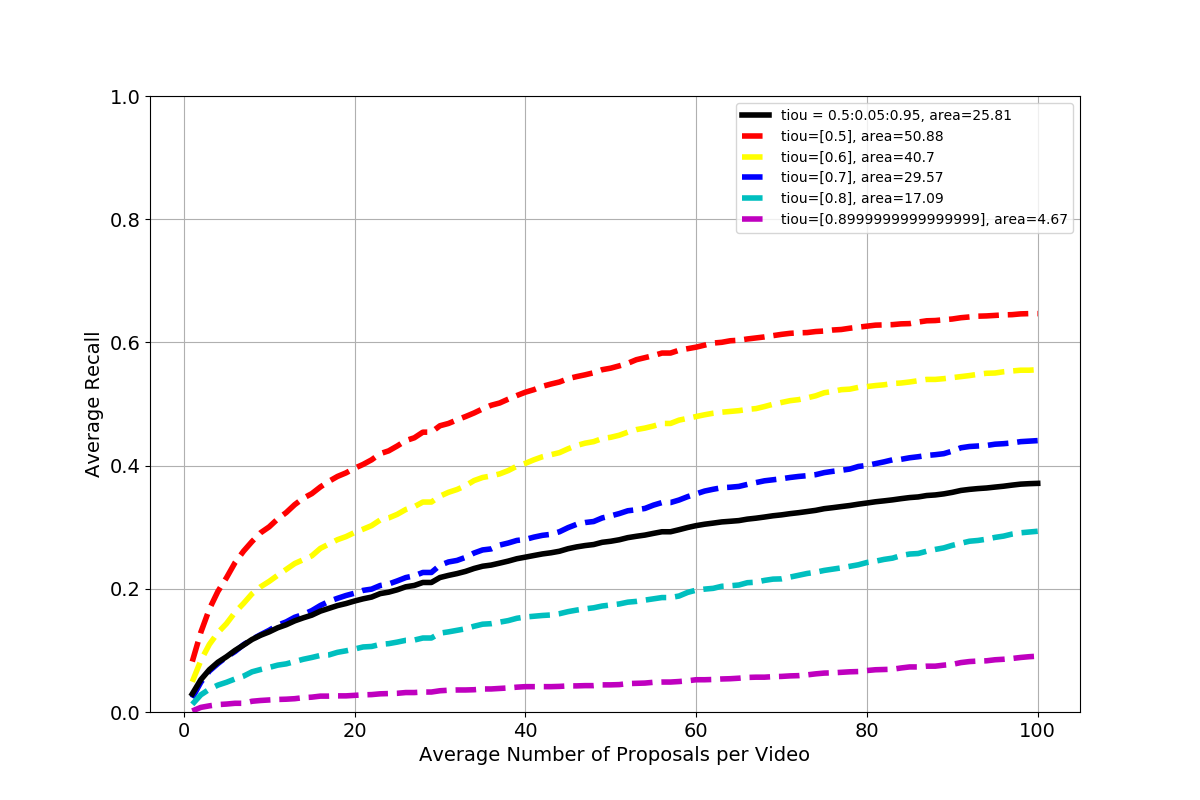 1.0
0.8
0.6
0.4
0.2
0.0
Average Recall
tiou = 0.5:0.05:0.95, area=25.81
tiou=[0.5], area=50.88
tiou=[0.6], area=40.7
tiou=[0.7], area=29.57
tiou=[0.8], area=17.09
tiou=[0.8999999999999999], area=4.67
0 20 40 60 80 100
Average Number of Proposals per Video